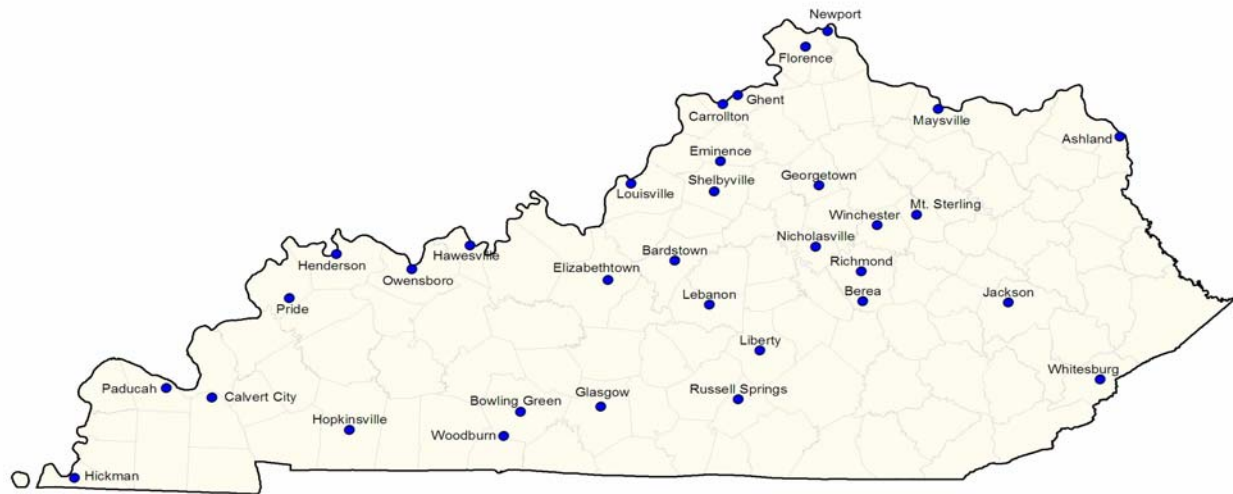 Newport
Florence
Ghent
Carrollton
Maysville
Ashland
Eminence
Shelbyville
Georgetown
Louisville
Mt. Sterling
Winchester
Nicholasville
Hawesville
Bardstown
Henderson
Elizabethtown
Richmond
Owensboro
Pride
Lebanon
Berea
Jackson
Liberty
Whitesburg
Paducah
Calvert City
Glasgow
Russell Springs
Bowling Green
Hopkinsville
Woodburn
Hickman